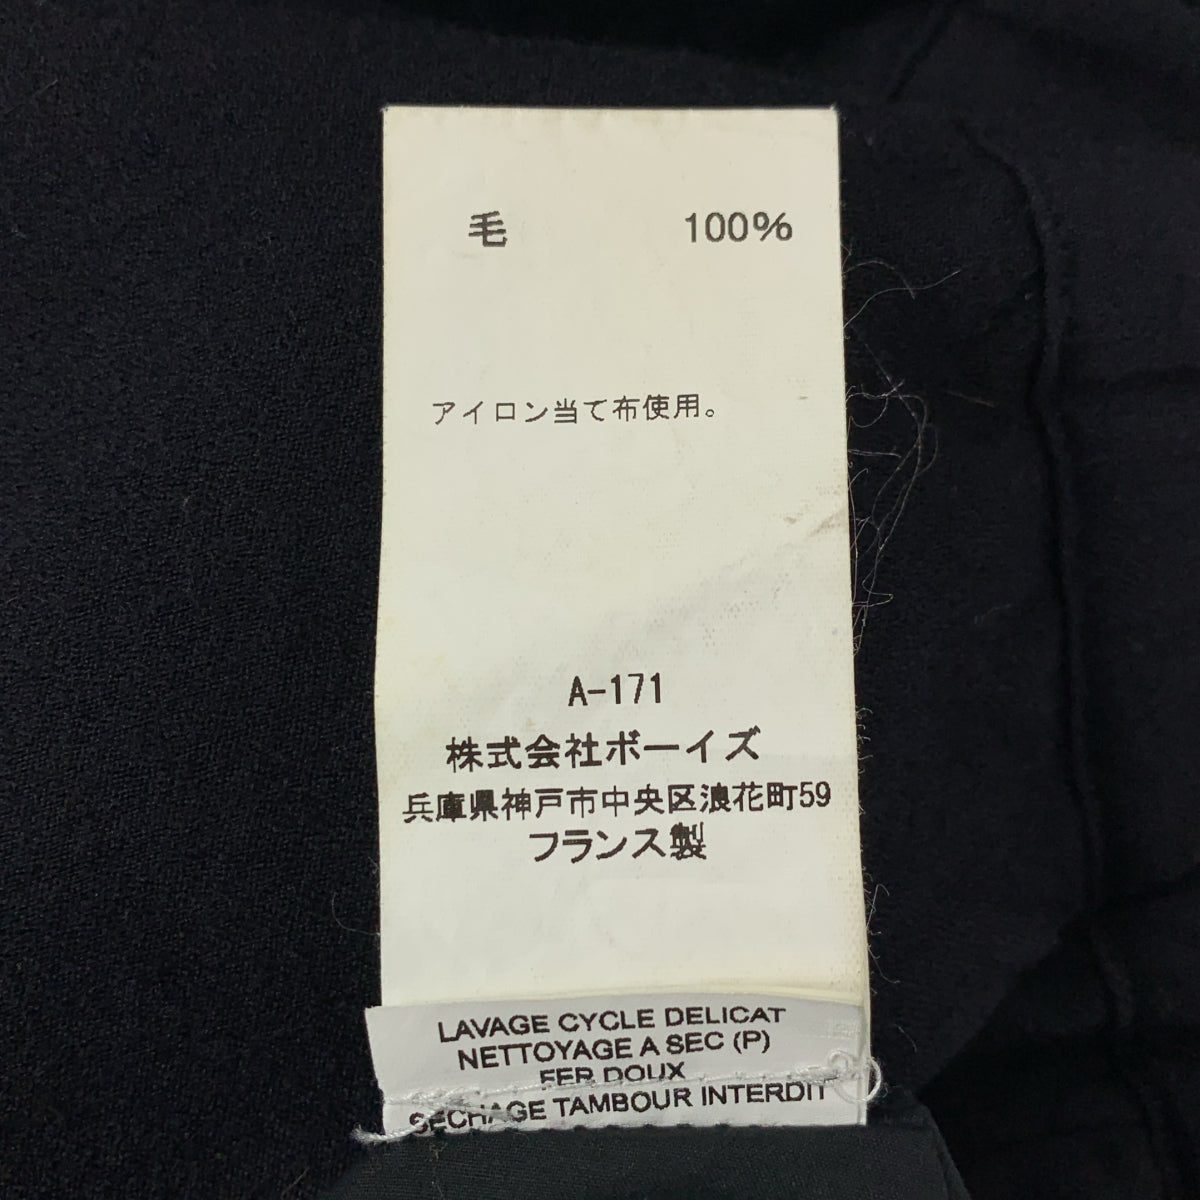 毛 100%
アイロン当て布使用。
A-171
株式会社ボーイズ
兵庫県神戸市中央区浪花町59
フランス製
LAVAGE CYCLE DELICAT
NETTOYAGE A SEC (P)
FER DOUX
SECHAGE TAMBOUR INTERDIT